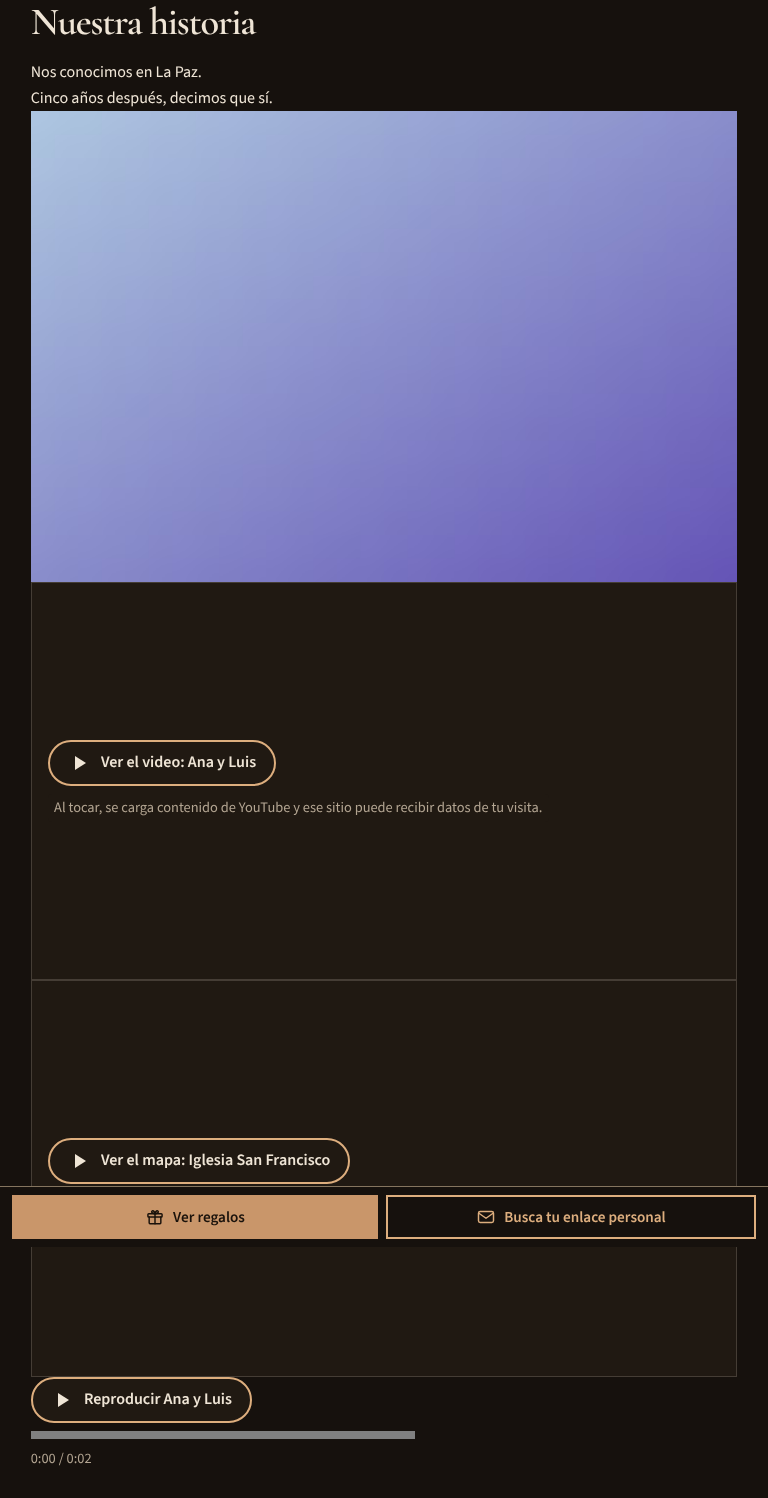 Nuestra historia
Nos conocimos en La Paz.
Cinco años después, decimos que sí.
Ver el video: Ana y Luis
Al tocar, se carga contenido de YouTube y ese sitio puede recibir datos de tu visita.
Ver el mapa: Iglesia San Francisco
Ver regalos
Busca tu enlace personal
Reproducir Ana y Luis
0:00 / 0:02